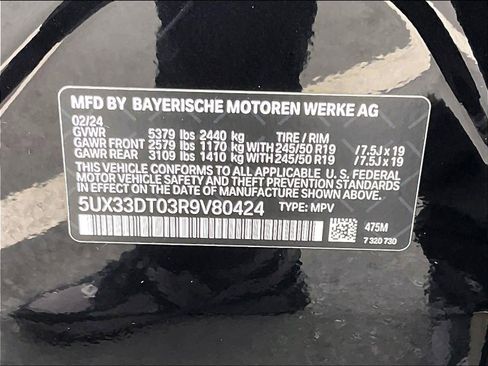 MFD BY BAYERISCHE MOTOREN WERKE AG
02/24
GVWR 5379 lbs 2440 kg TIRE / RIM
GAWR FRONT 2579 lbs 1170 kg WITH 245/50 R19 /7.5J x 19
GAWR REAR 3109 lbs 1410 kg WITH 245/50 R19 /7.5J x 19
THIS VEHICLE CONFORMS TO ALL APPLICABLE U.S. FEDERAL
MOTOR VEHICLE SAFETY AND THEFT PREVENTION STANDARDS
IN EFFECT ON THE DATE OF MANUFACTURE SHOWN ABOVE.
5UX33DT03R9V80424 TYPE: MPV
475M
7 320 730